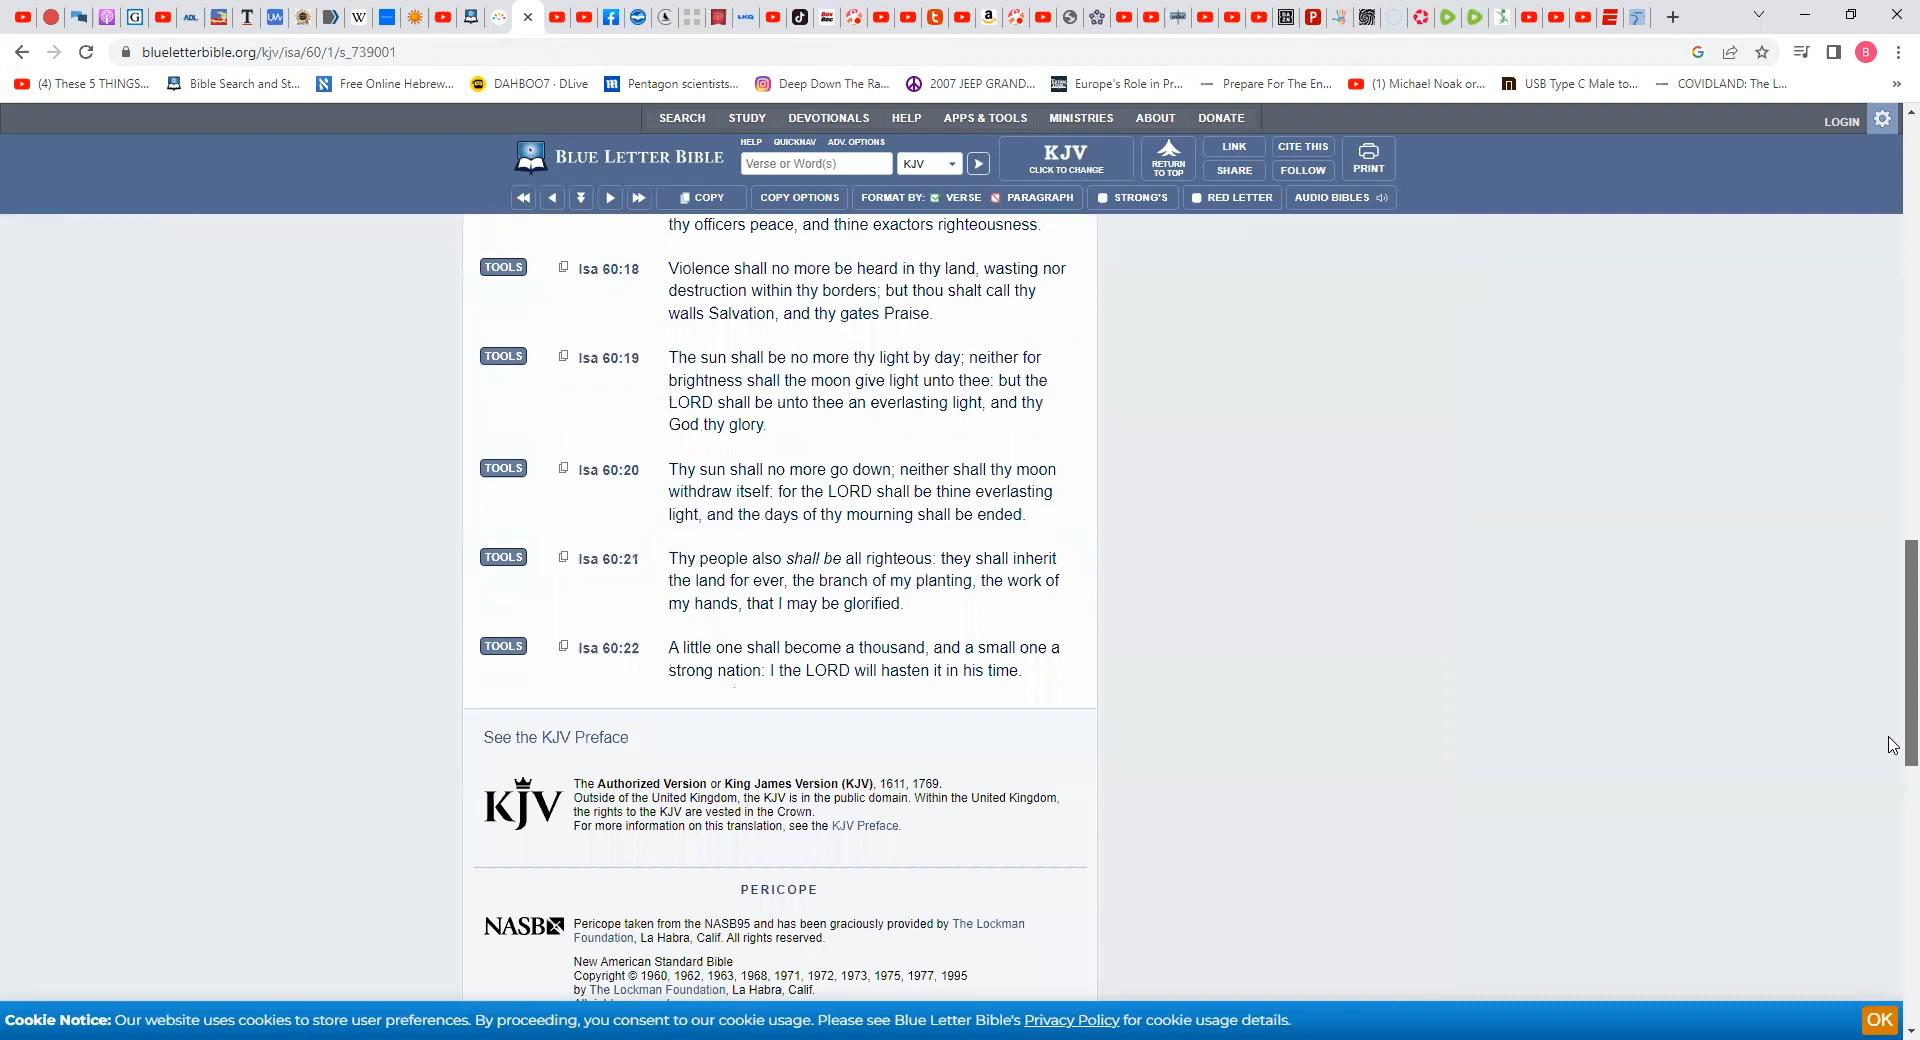 blueletterbible.org/kjv/isa/60/1/s_739001
B
(4) These 5 THINGS... Bible Search and St... Free Online Hebrew... DAHBOO7 · DLive Pentagon scientists... Deep Down The Ra... 2007 JEEP GRAND... Europe's Role in Pr... Prepare For The En... (1) Michael Noak or... USB Type C Male to... COVIDLAND: The L... »
SEARCH STUDY DEVOTIONALS HELP APPS & TOOLS MINISTRIES ABOUT DONATE LOGIN
HELP QUICKNAV ADV. OPTIONS
BLUE LETTER BIBLE Verse or Word(s) KJV
KJV
CLICK TO CHANGE
RETURN
TO TOP
LINK CITE THIS
SHARE FOLLOW
PRINT
COPY COPY OPTIONS FORMAT BY: VERSE PARAGRAPH STRONG'S RED LETTER AUDIO BIBLES
thy officers peace, and thine exactors righteousness.
TOOLS Isa 60:18 Violence shall no more be heard in thy land, wasting nor
destruction within thy borders; but thou shalt call thy
walls Salvation, and thy gates Praise.
TOOLS Isa 60:19 The sun shall be no more thy light by day; neither for
brightness shall the moon give light unto thee: but the
LORD shall be unto thee an everlasting light, and thy
God thy glory.
TOOLS Isa 60:20 Thy sun shall no more go down; neither shall thy moon
withdraw itself: for the LORD shall be thine everlasting
light, and the days of thy mourning shall be ended.
TOOLS Isa 60:21 Thy people also shall be all righteous: they shall inherit
the land for ever, the branch of my planting, the work of
my hands, that I may be glorified.
TOOLS Isa 60:22 A little one shall become a thousand, and a small one a
strong nation: I the LORD will hasten it in his time.
See the KJV Preface
KJV
The Authorized Version or King James Version (KJV), 1611, 1769.
Outside of the United Kingdom, the KJV is in the public domain. Within the United Kingdom,
the rights to the KJV are vested in the Crown.
For more information on this translation, see the KJV Preface.
PERICOPE
NASB Pericope taken from the NASB95 and has been graciously provided by The Lockman
Foundation, La Habra, Calif. All rights reserved.
New American Standard Bible
Copyright © 1960, 1962, 1963, 1968, 1971, 1972, 1973, 1975, 1977, 1995
by The Lockman Foundation, La Habra, Calif.
Cookie Notice: Our website uses cookies to store user preferences. By proceeding, you consent to our cookie usage. Please see Blue Letter Bible's Privacy Policy for cookie usage details. OK